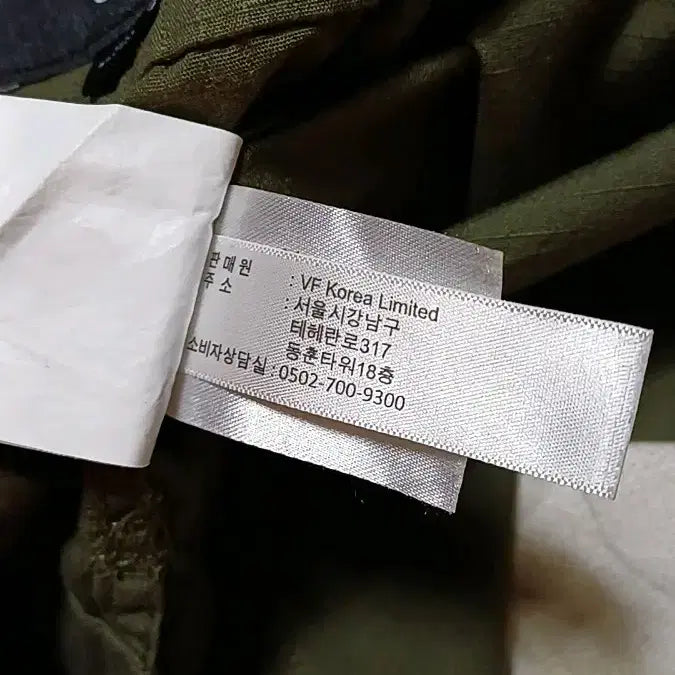 판매원 : VF Korea Limited
주소 : 서울시강남구
테헤란로317
동훈타워18층
소비자상담실 : 0502-700-9300